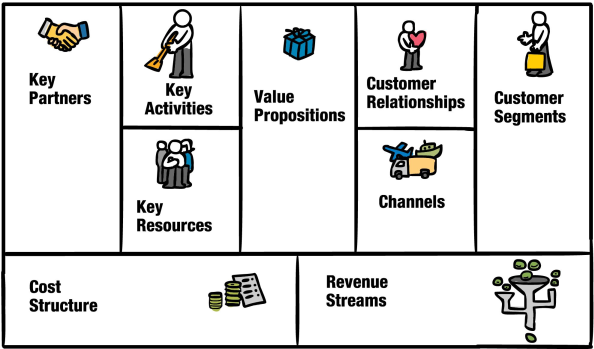 Key
Partners
Key
Activities
Key
Resources
Value
Propositions
Customer
Relationships
Channels
Customer
Segments
Cost
Structure
Revenue
Streams